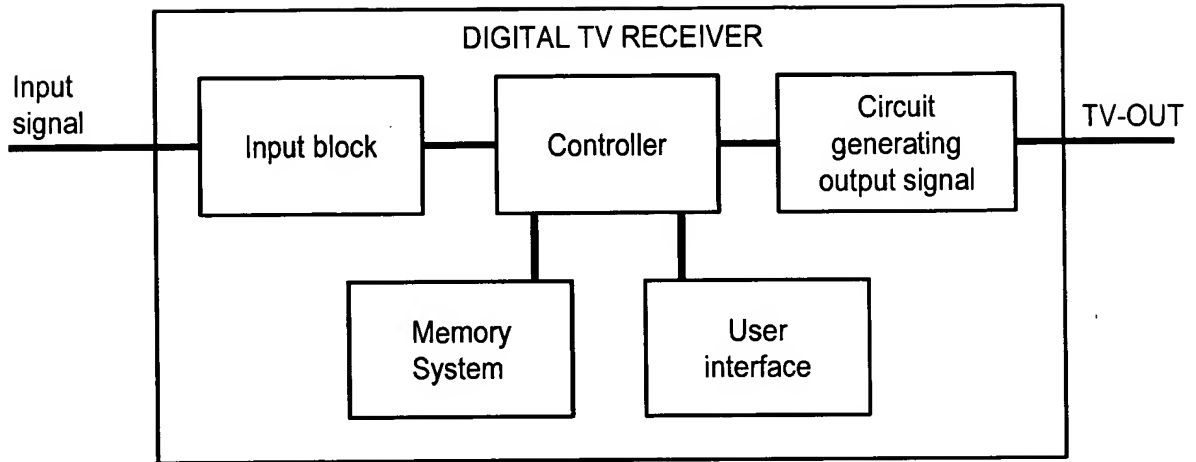 DIGITAL TV RECEIVER
Input
signal
Input block
Controller
Circuit
generating
output signal
TV-OUT
Memory
System
User
interface